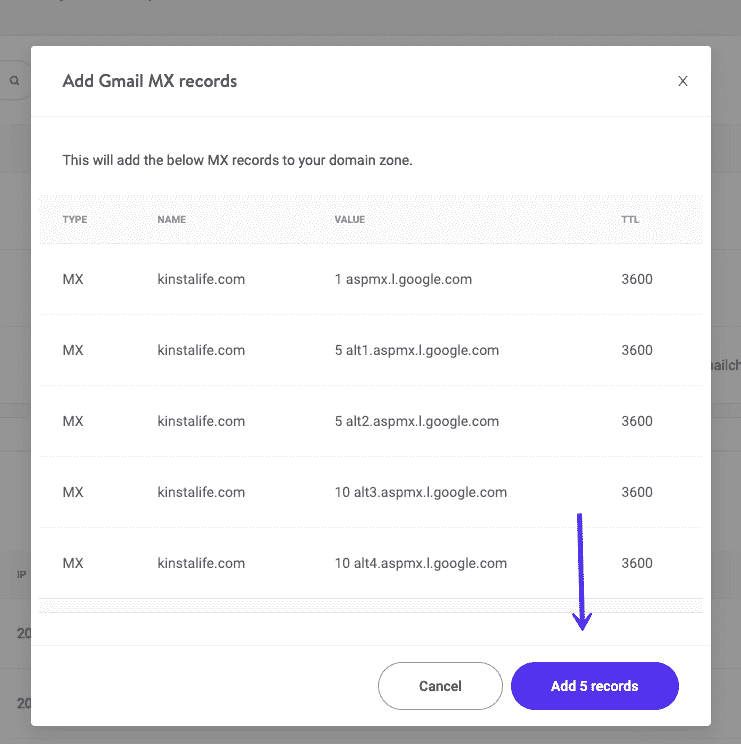 Add Gmail MX records
This will add the below MX records to your domain zone.
TYPE NAME VALUE TTL
MX kinstalife.com 1 aspmx.l.google.com 3600
MX kinstalife.com 5 alt1.aspmx.l.google.com 3600
MX kinstalife.com 5 alt2.aspmx.l.google.com 3600
MX kinstalife.com 10 alt3.aspmx.l.google.com 3600
MX kinstalife.com 10 alt4.aspmx.l.google.com 3600
IP
20
20
Cancel Add 5 records